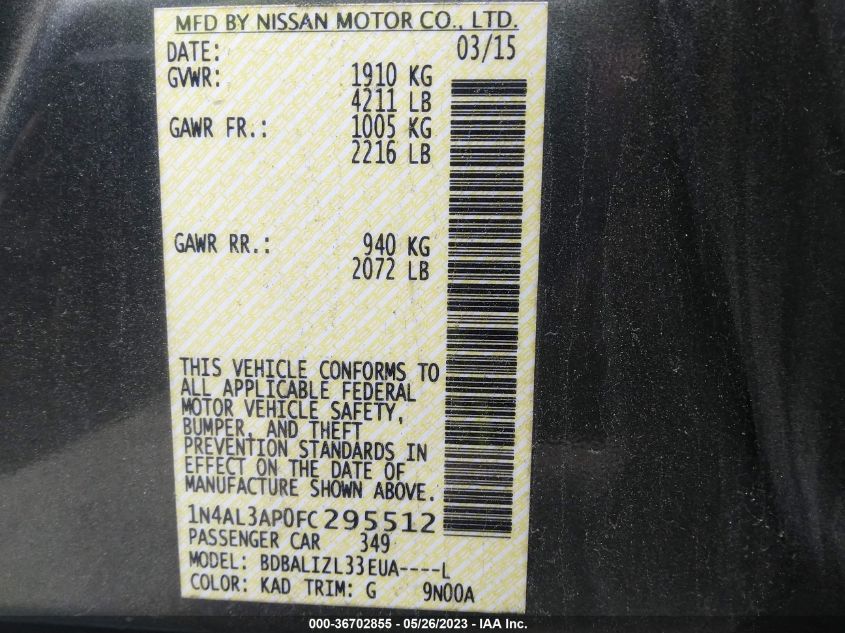 MFD BY NISSAN MOTOR CO., LTD.
DATE: 03/15
GVWR: 1910 KG
4211 LB
GAWR FR.: 1005 KG
2216 LB
GAWR RR.: 940 KG
2072 LB
THIS VEHICLE CONFORMS TO
ALL APPLICABLE FEDERAL
MOTOR VEHICLE SAFETY,
BUMPER, AND THEFT
PREVENTION STANDARDS IN
EFFECT ON THE DATE OF
MANUFACTURE SHOWN ABOVE.
1N4AL3AP0FC295512
PASSENGER CAR 349
MODEL: BDBALIZL33EUA----L
COLOR: KAD TRIM: G 9N00A
000-36702855 - 05/26/2023 - IAA Inc.